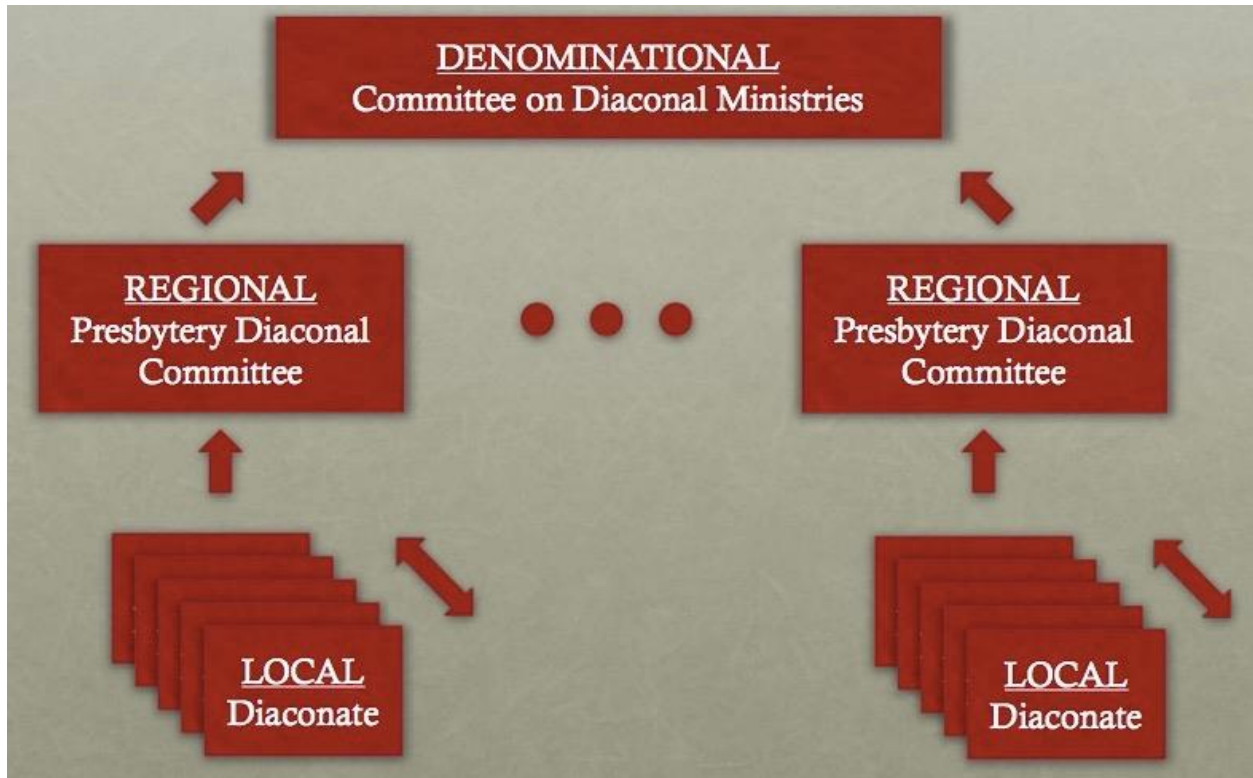 DENOMINATIONAL
Committee on Diaconal Ministries
REGIONAL
Presbytery Diaconal
Committee
REGIONAL
Presbytery Diaconal
Committee
LOCAL
Diaconate
LOCAL
Diaconate